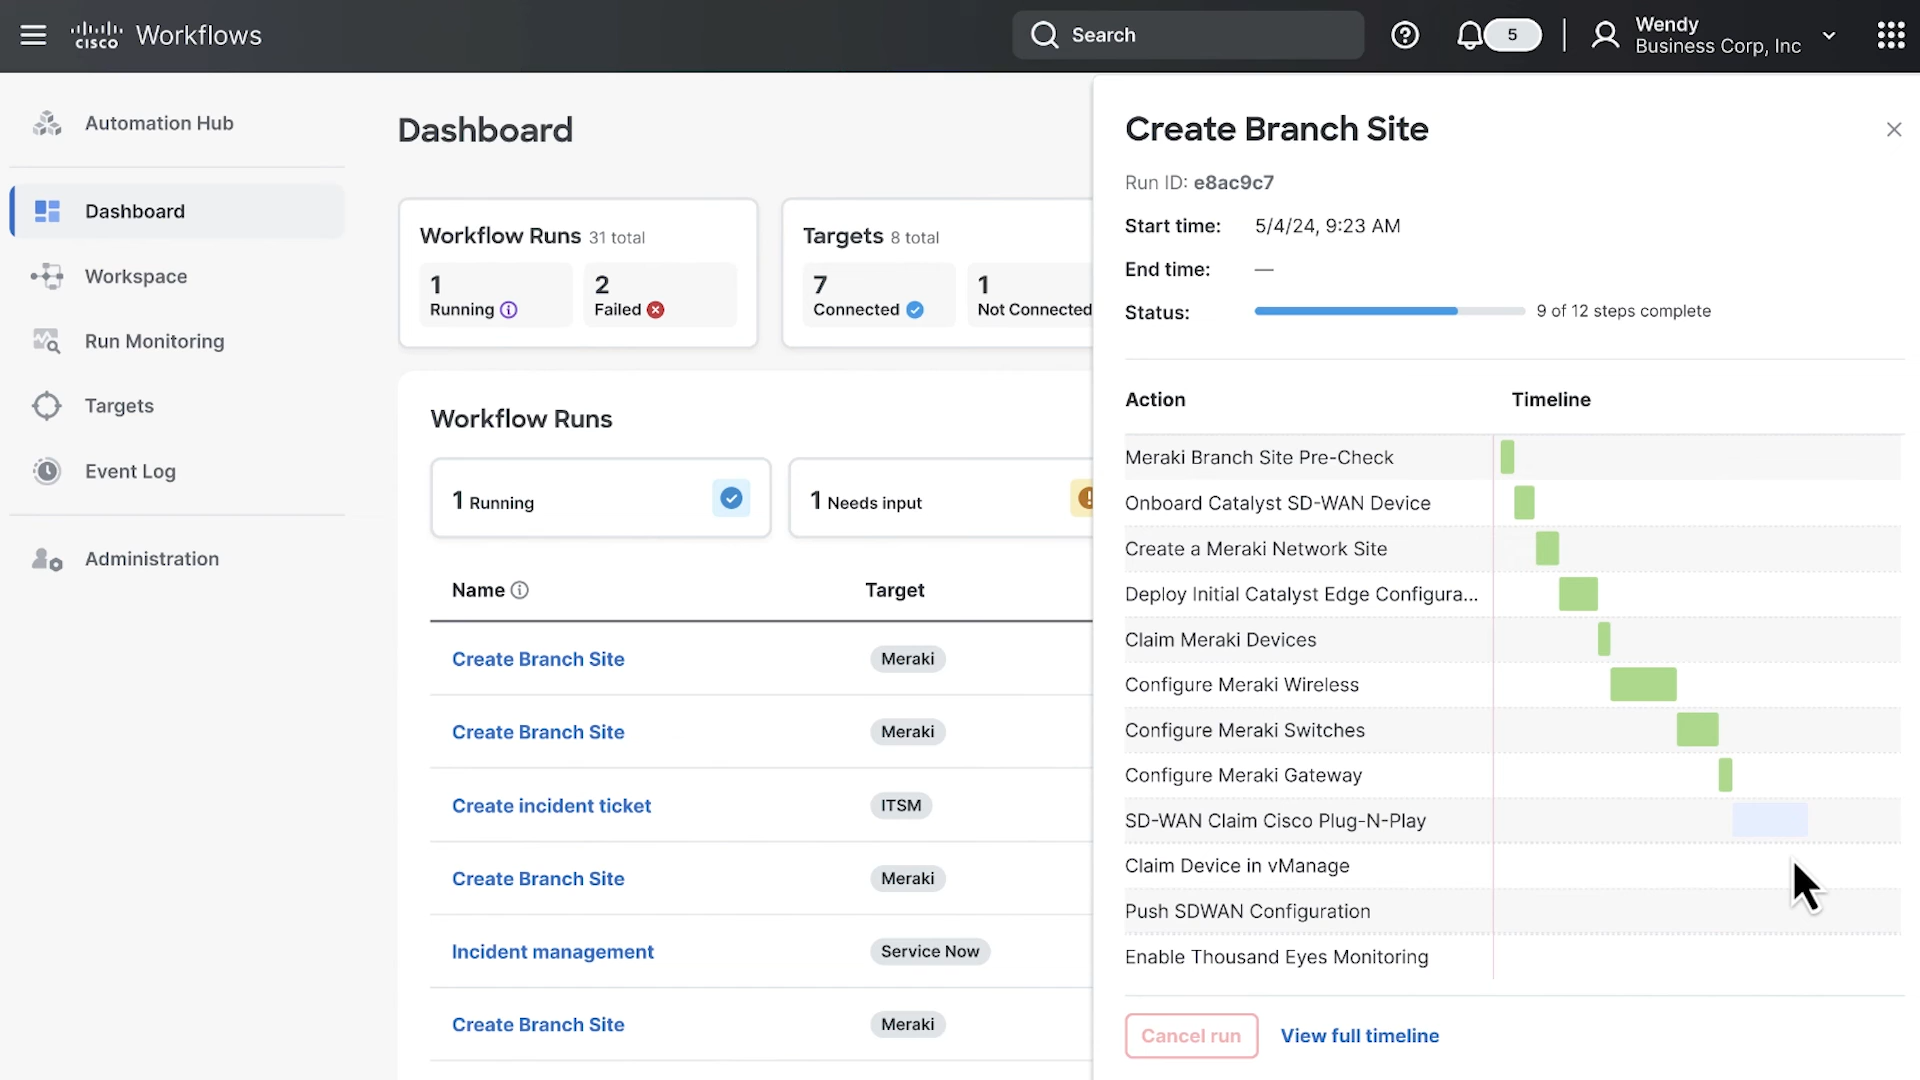 CISCO Workflows
Search
5
Wendy
Business Corp, Inc
Automation Hub
Dashboard
Workspace
Run Monitoring
Targets
Event Log
Administration
Dashboard
Workflow Runs 31 total
1
Running
2
Failed
Targets 8 total
7
Connected
1
Not Connected
Workflow Runs
1 Running
1 Needs input
Name
Target
Create Branch Site
Meraki
Create Branch Site
Meraki
Create incident ticket
ITSM
Create Branch Site
Meraki
Incident management
Service Now
Create Branch Site
Meraki
Create Branch Site
Run ID: e8ac9c7
Start time: 5/4/24, 9:23 AM
End time: —
Status: 9 of 12 steps complete
Action
Timeline
Meraki Branch Site Pre-Check
Onboard Catalyst SD-WAN Device
Create a Meraki Network Site
Deploy Initial Catalyst Edge Configura...
Claim Meraki Devices
Configure Meraki Wireless
Configure Meraki Switches
Configure Meraki Gateway
SD-WAN Claim Cisco Plug-N-Play
Claim Device in vManage
Push SDWAN Configuration
Enable Thousand Eyes Monitoring
Cancel run
View full timeline